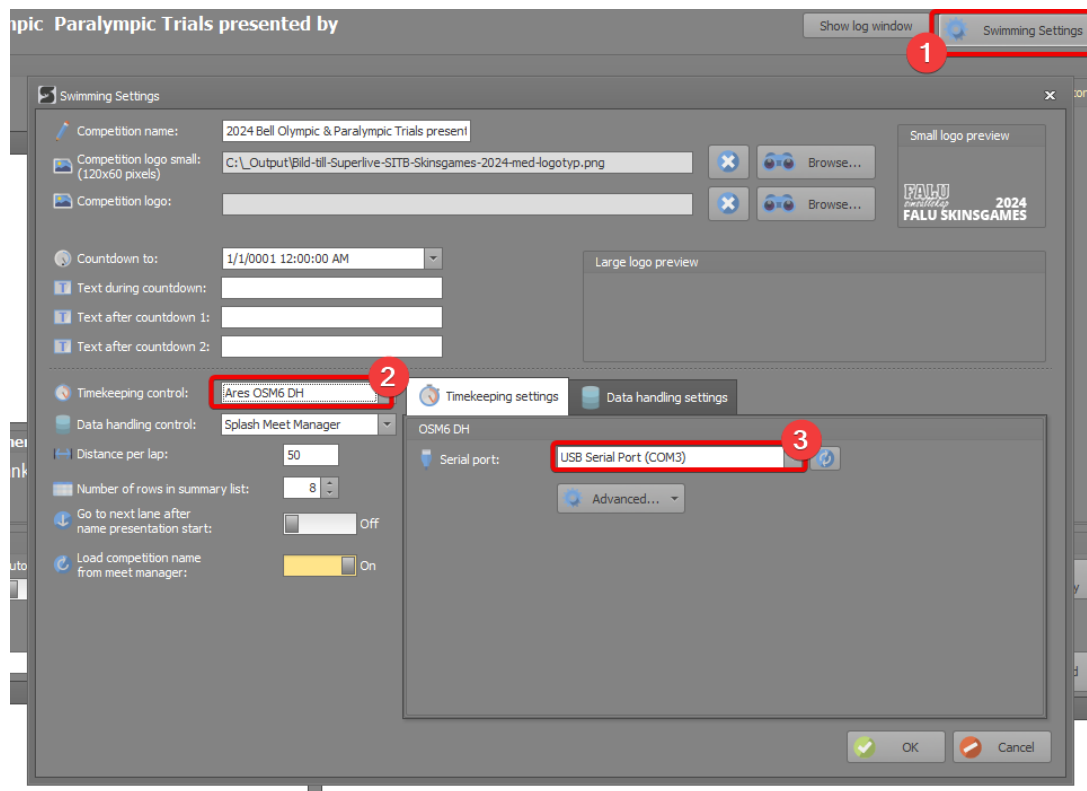 Paralympic Trials presented by
Show log window
Swimming Settings
1
Swimming Settings
Competition name:
2024 Bell Olympic & Paralympic Trials present
Small logo preview
Competition logo small:
(120x60 pixels)
C:\_Output\Bild-till-Superlive-SITB-Skinsgames-2024-med-logotyp.png
Browse...
Competition logo:
Browse...
FALU
2024
FALU SKINSGAMES
Countdown to:
1/1/0001 12:00:00 AM
Large logo preview
Text during countdown:
Text after countdown 1:
Text after countdown 2:
2
Timekeeping control:
Ares OSM6 DH
Timekeeping settings
Data handling settings
Data handling control:
Splash Meet Manager
OSM6 DH
3
Distance per lap:
50
Serial port:
USB Serial Port (COM3)
Number of rows in summary list:
8
Advanced...
Go to next lane after
name presentation start:
Off
Load competition name
from meet manager:
On
OK
Cancel